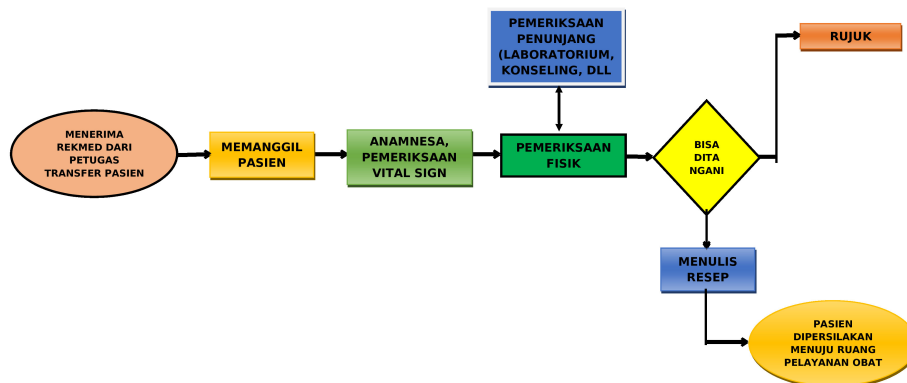 MENERIMA
REKMED DARI
PETUGAS
TRANSFER PASIEN
MEMANGGIL
PASIEN
ANAMNESA,
PEMERIKSAAN
VITAL SIGN
PEMERIKSAAN
PENUNJANG
(LABORATORIUM,
KONSELING, DLL
PEMERIKSAAN
FISIK
BISA
DITA
NGANI
RUJUK
MENULIS
RESEP
PASIEN
DIPERSILAKAN
MENUJU RUANG
PELAYANAN OBAT